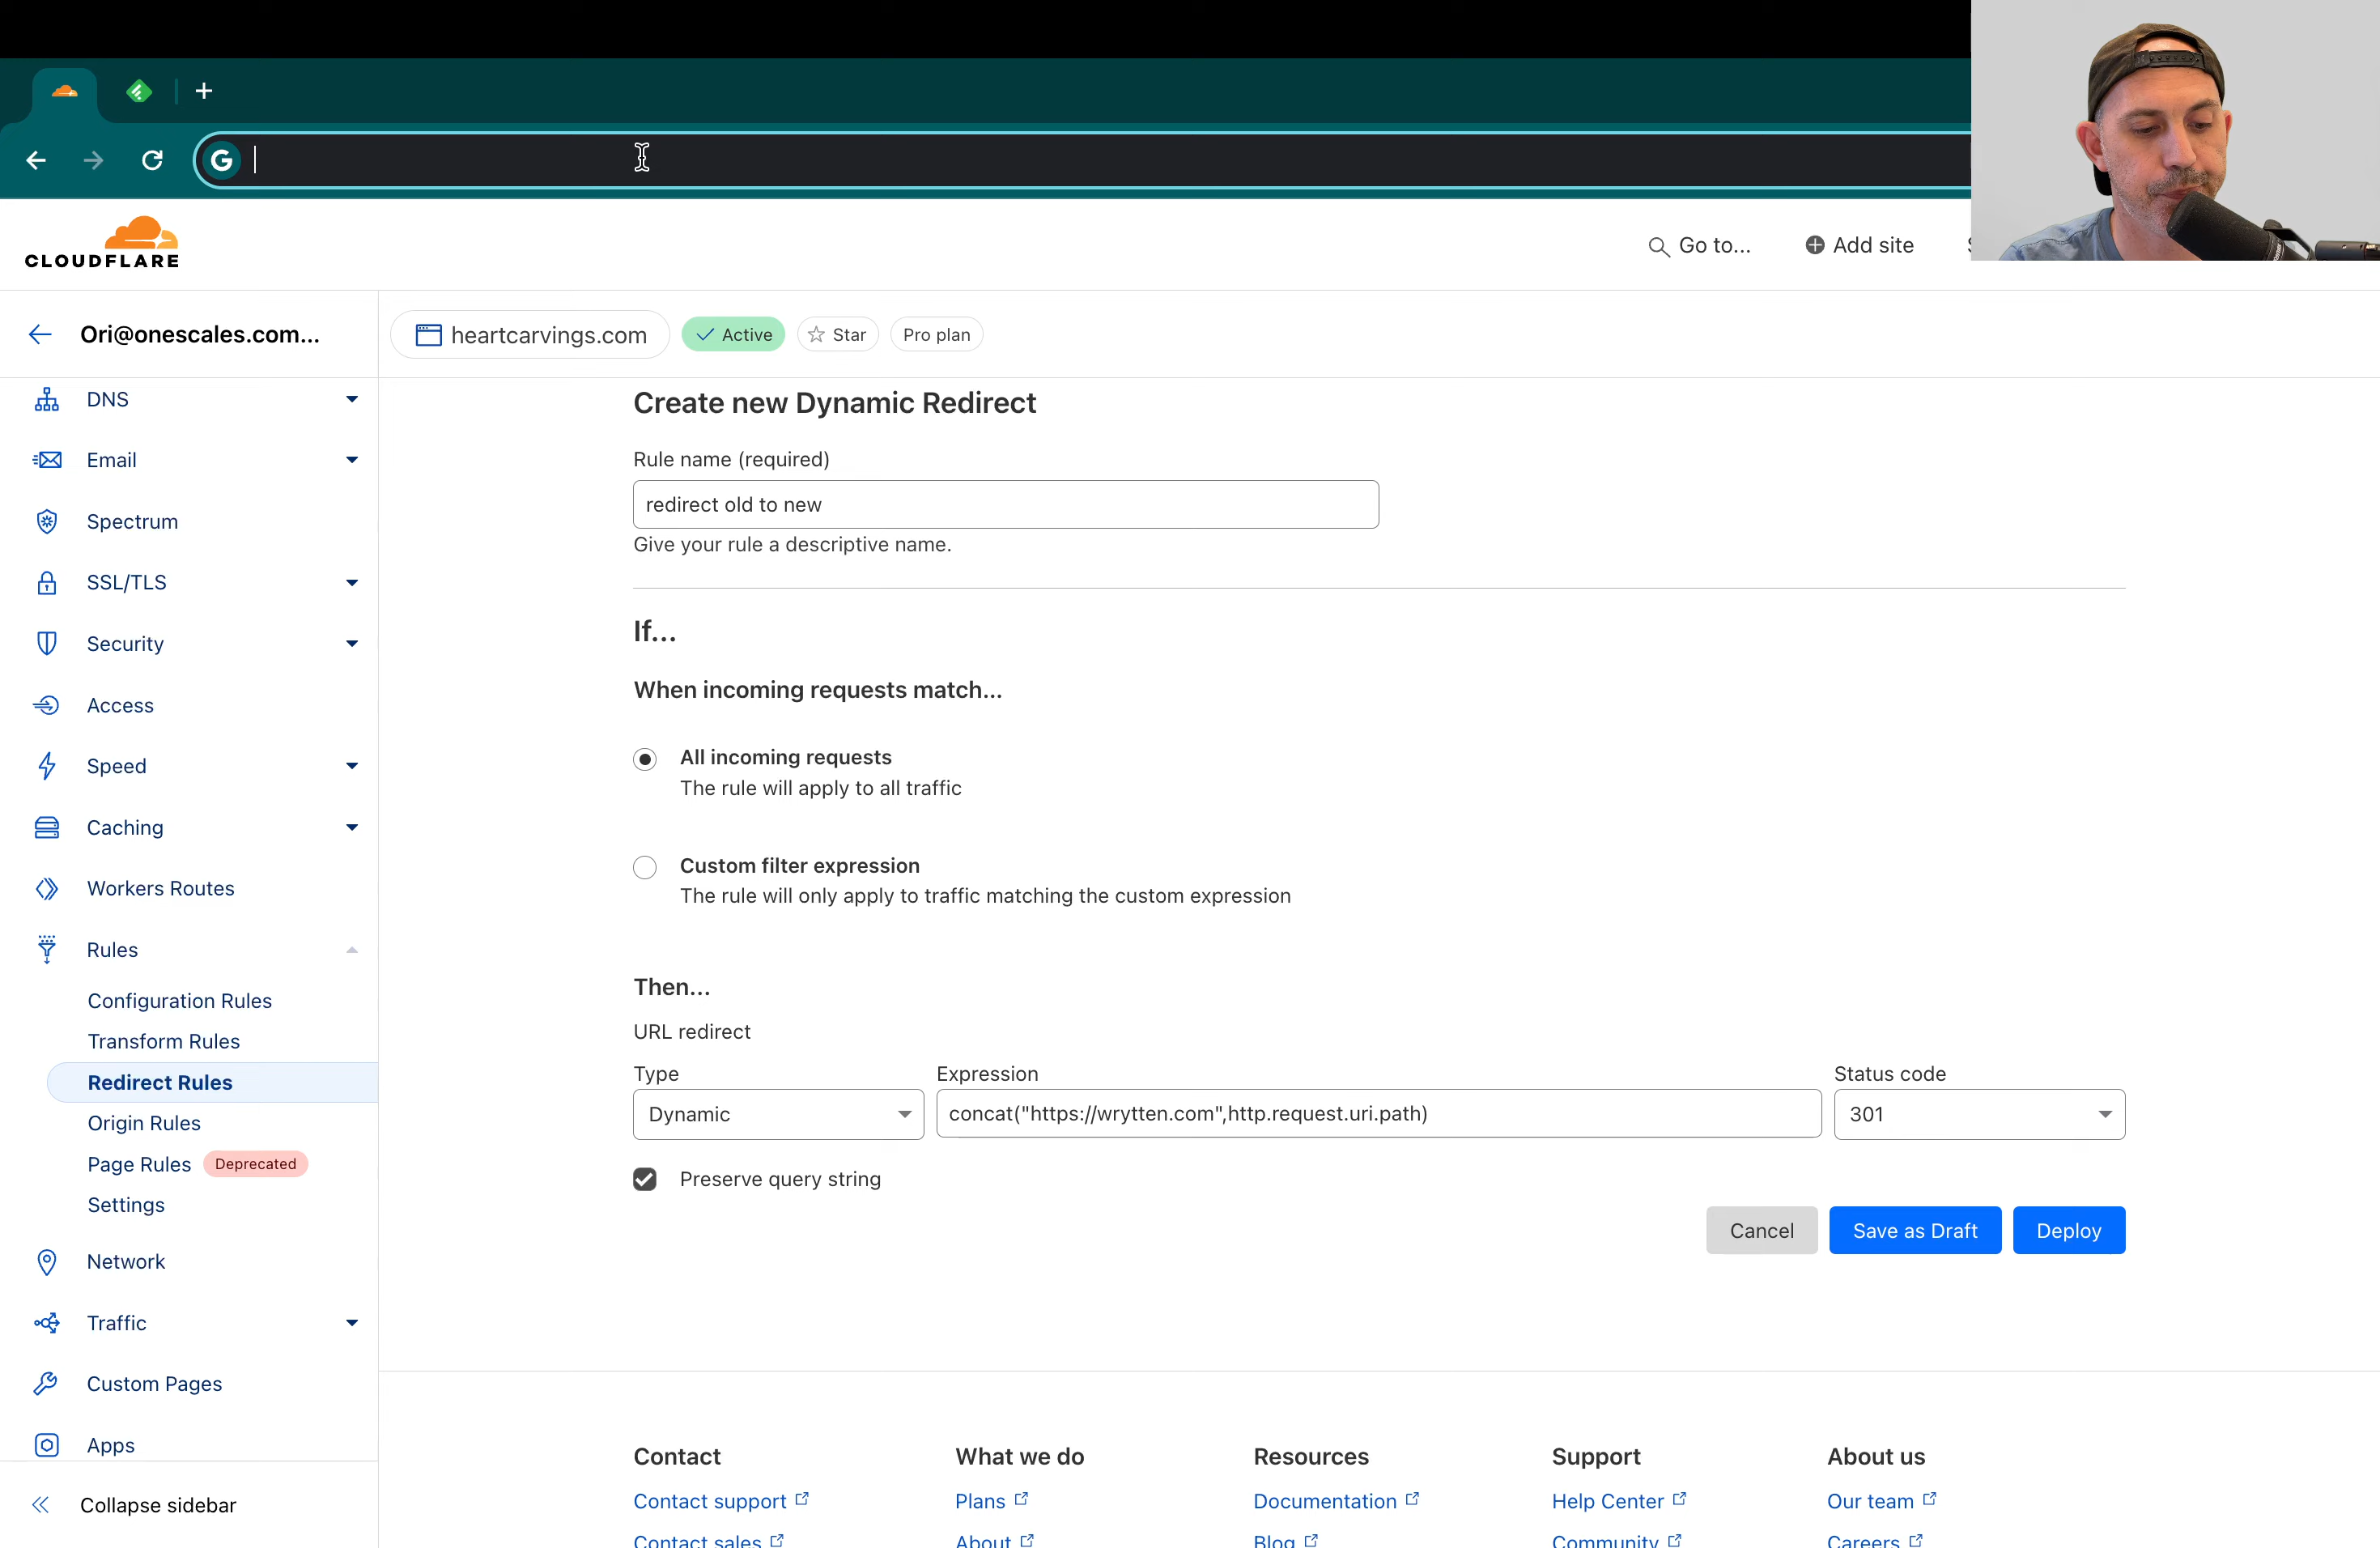 G
CLOUDFLARE
Go to...
Add site
Ori@onescales.com...
heartcarvings.com
Active
Star
Pro plan
DNS
Email
Spectrum
SSL/TLS
Security
Access
Speed
Caching
Workers Routes
Rules
Configuration Rules
Transform Rules
Redirect Rules
Origin Rules
Page Rules Deprecated
Settings
Network
Traffic
Custom Pages
Apps
Collapse sidebar
Create new Dynamic Redirect
Rule name (required)
redirect old to new
Give your rule a descriptive name.
If...
When incoming requests match...
All incoming requests
The rule will apply to all traffic
Custom filter expression
The rule will only apply to traffic matching the custom expression
Then...
URL redirect
Type Expression Status code
Dynamic concat("https://wrytten.com",http.request.uri.path) 301
Preserve query string
Cancel Save as Draft Deploy
Contact What we do Resources Support About us
Contact support Plans Documentation Help Center Our team
Contact sales About Blog Community Careers